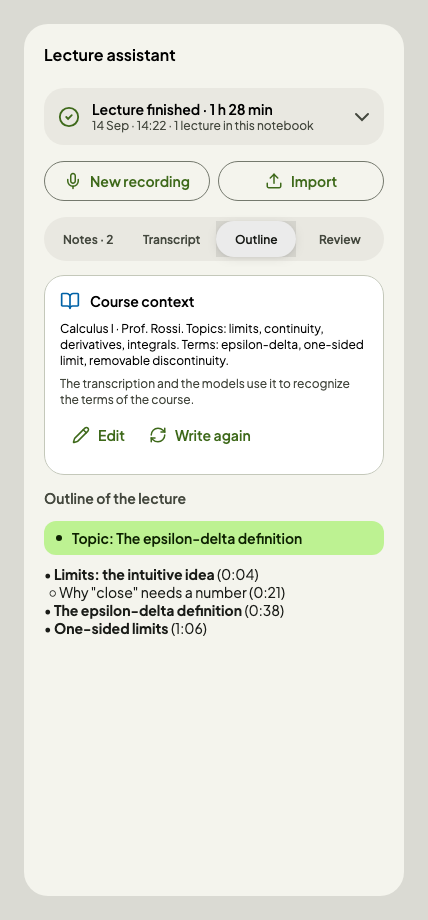 Lecture assistant
Lecture finished · 1 h 28 min
14 Sep · 14:22 · 1 lecture in this notebook
New recording
Import
Notes · 2
Transcript
Outline
Review
Course context
Calculus I · Prof. Rossi. Topics: limits, continuity,
derivatives, integrals. Terms: epsilon-delta, one-sided
limit, removable discontinuity.
The transcription and the models use it to recognize
the terms of the course.
Edit
Write again
Outline of the lecture
• Topic: The epsilon-delta definition
• Limits: the intuitive idea (0:04)
○ Why "close" needs a number (0:21)
• The epsilon-delta definition (0:38)
• One-sided limits (1:06)